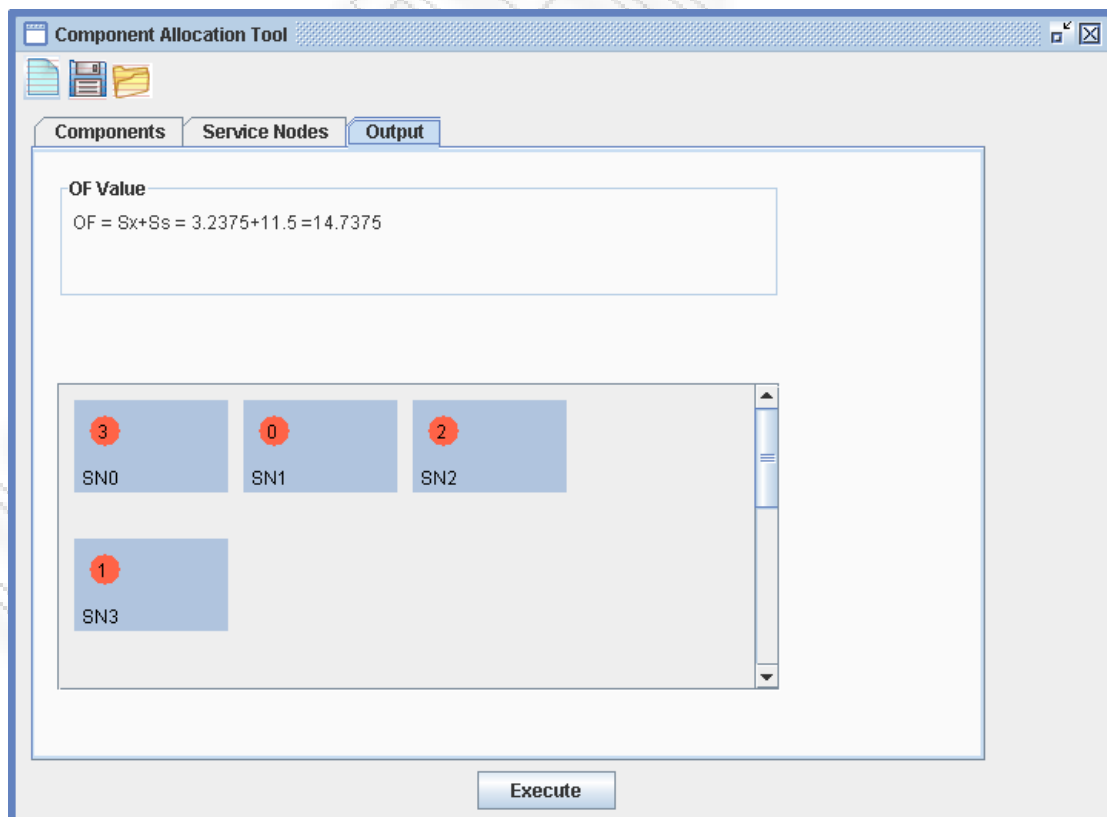 Component Allocation Tool
Components Service Nodes Output
OF Value
OF = Sx+Ss = 3.2375+11.5 =14.7375
3 0 2
SN0 SN1 SN2
1
SN3
Execute